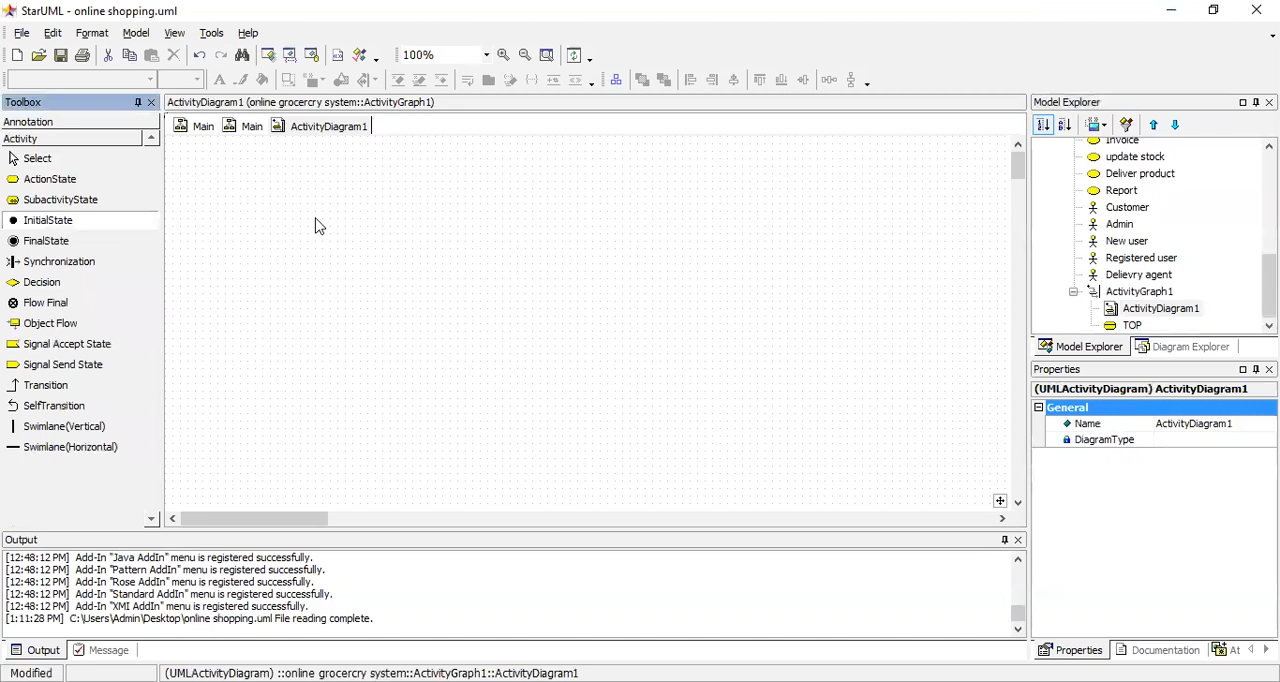 StarUML - online shopping.uml
File Edit Format Model View Tools Help
100%
Toolbox
Annotation
Activity
Select
ActionState
SubactivityState
InitialState
FinalState
Synchronization
Decision
Flow Final
Object Flow
Signal Accept State
Signal Send State
Transition
SelfTransition
Swimlane(Vertical)
Swimlane(Horizontal)
ActivityDiagram1 (online grocercry system::ActivityGraph1)
Main Main ActivityDiagram1
Model Explorer
Invoice
update stock
Deliver product
Report
Customer
Admin
New user
Registered user
Delievry agent
ActivityGraph1
ActivityDiagram1
TOP
Model Explorer Diagram Explorer
Properties
(UMLActivityDiagram) ActivityDiagram1
General
Name ActivityDiagram1
DiagramType
Output
[12:48:12 PM] Add-In "Java AddIn" menu is registered successfully.
[12:48:12 PM] Add-In "Pattern AddIn" menu is registered successfully.
[12:48:12 PM] Add-In "Rose AddIn" menu is registered successfully.
[12:48:12 PM] Add-In "Standard AddIn" menu is registered successfully.
[12:48:12 PM] Add-In "XMI AddIn" menu is registered successfully.
[1:11:28 PM] C:\Users\Admin\Desktop\online shopping.uml File reading complete.
Output Message
Properties Documentation At
Modified
(UMLActivityDiagram) ::online grocercry system::ActivityGraph1::ActivityDiagram1